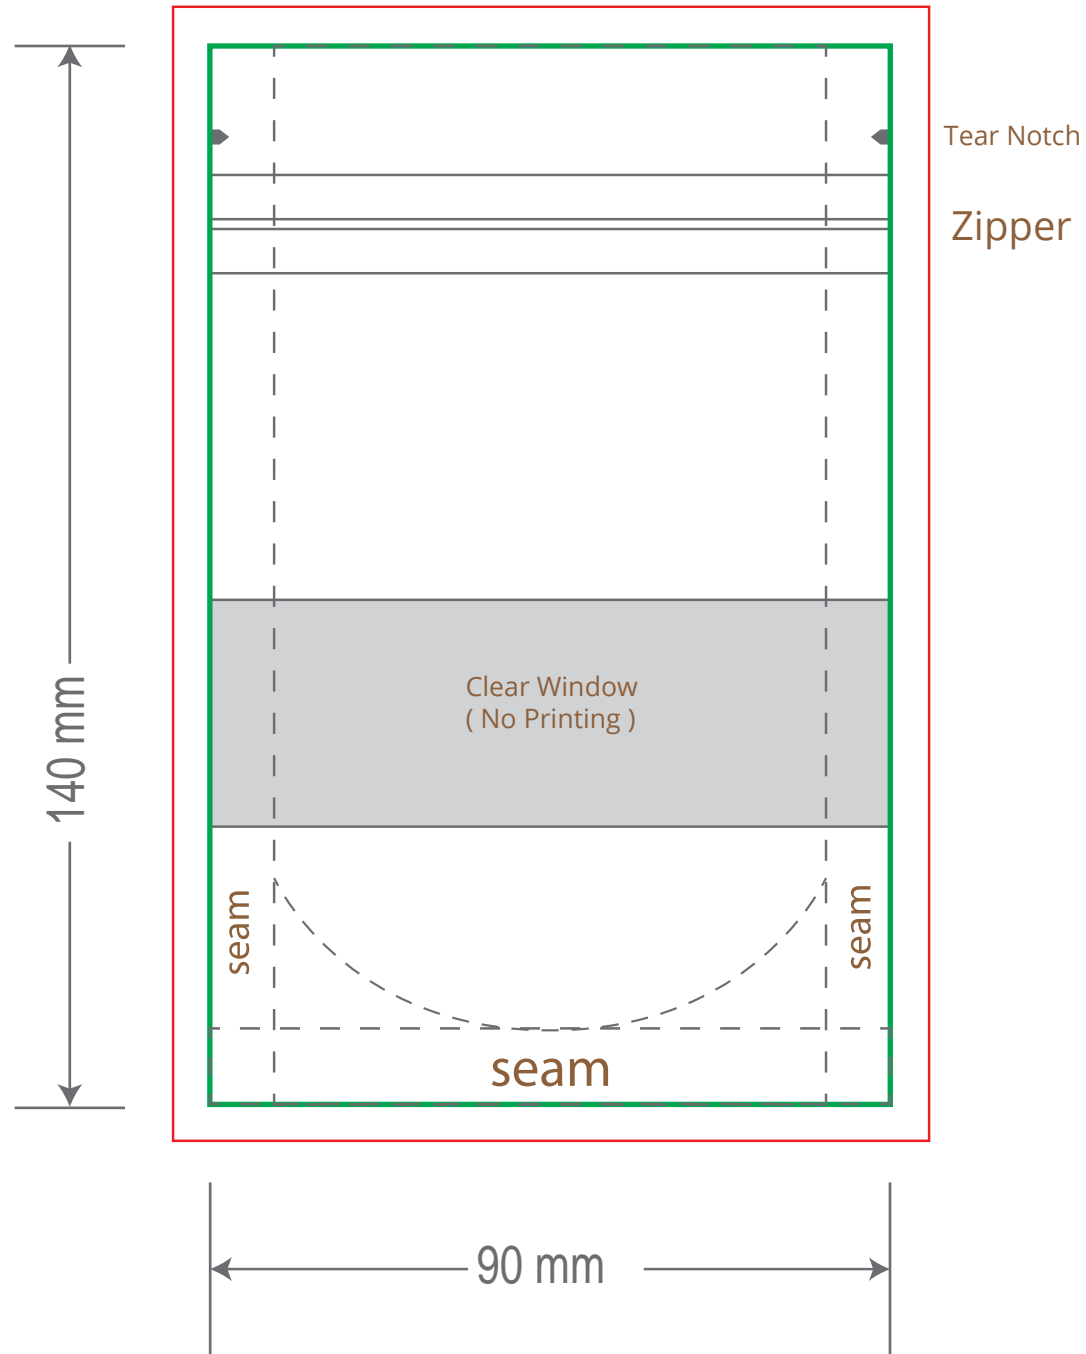 Tear Notch
Zipper
Clear Window
( No Printing )
140 mm
seam
seam
seam
90 mm